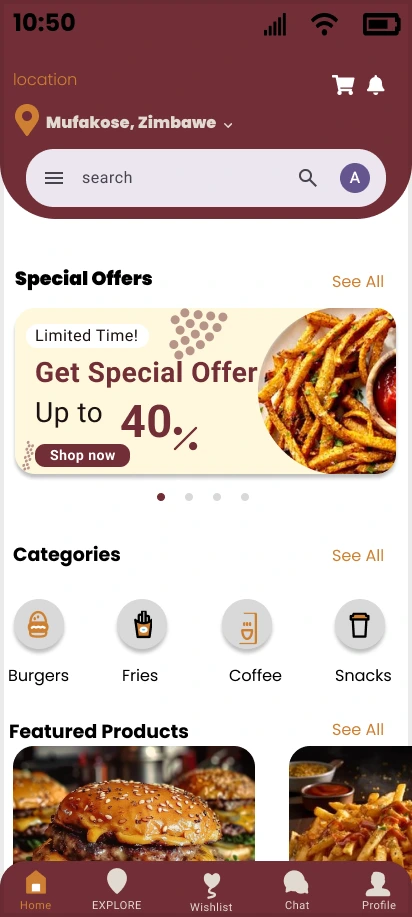 10:50
location
Mufakose, Zimbawe
search
A
Special Offers
See All
Limited Time!
Get Special Offer
Up to 40%
Shop now
Categories
See All
Burgers
Fries
Coffee
Snacks
Featured Products
See All
Home
EXPLORE
Wishlist
Chat
Profile